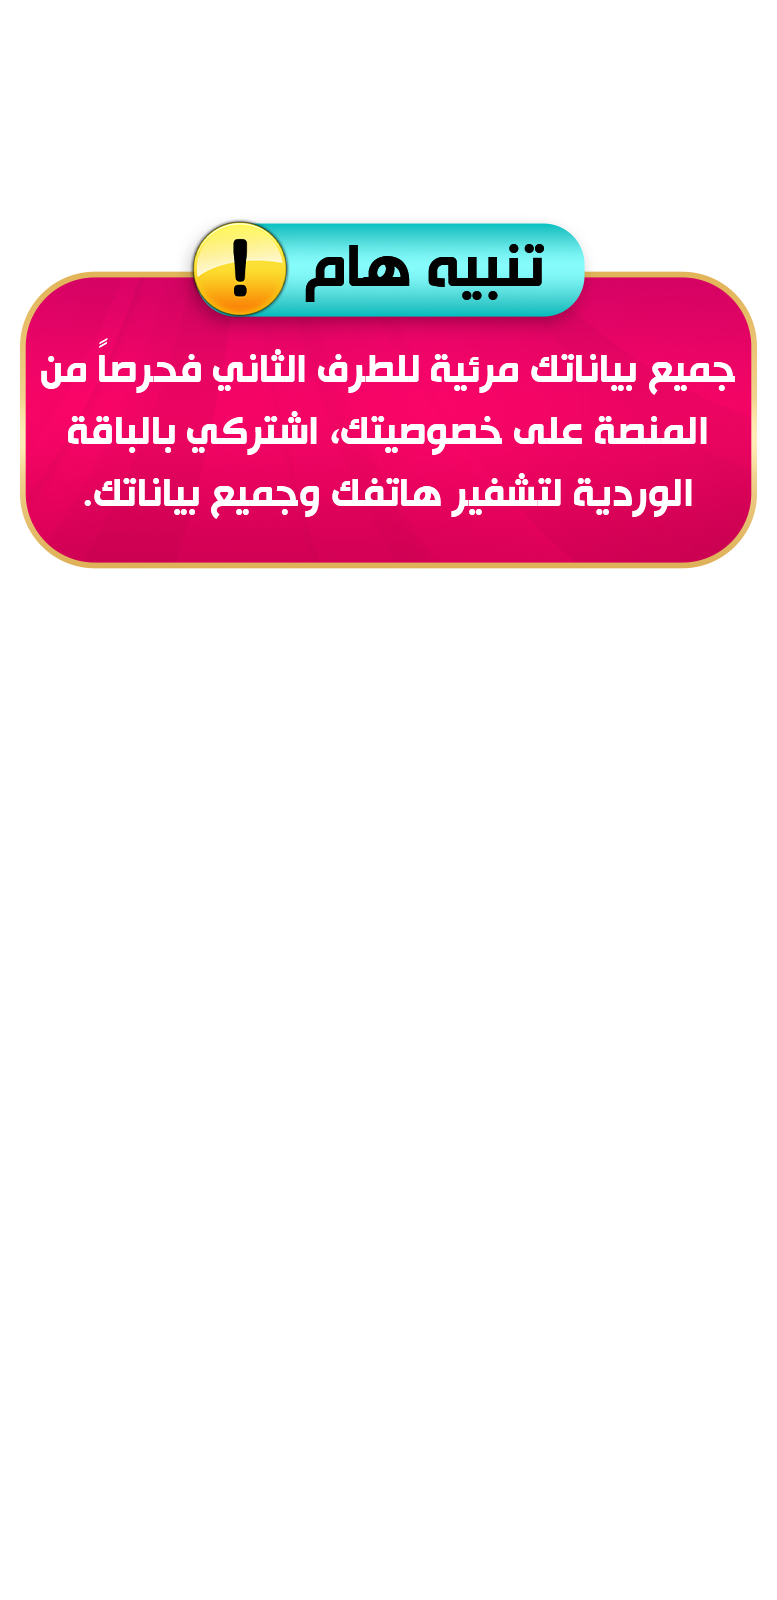 تنبيه هام !
جميع بياناتك مرئية للطرف الثاني فحرصاً من
المنصة على خصوصيتك، اشتركي بالباقة
الوردية لتشفير هاتفك وجميع بياناتك.